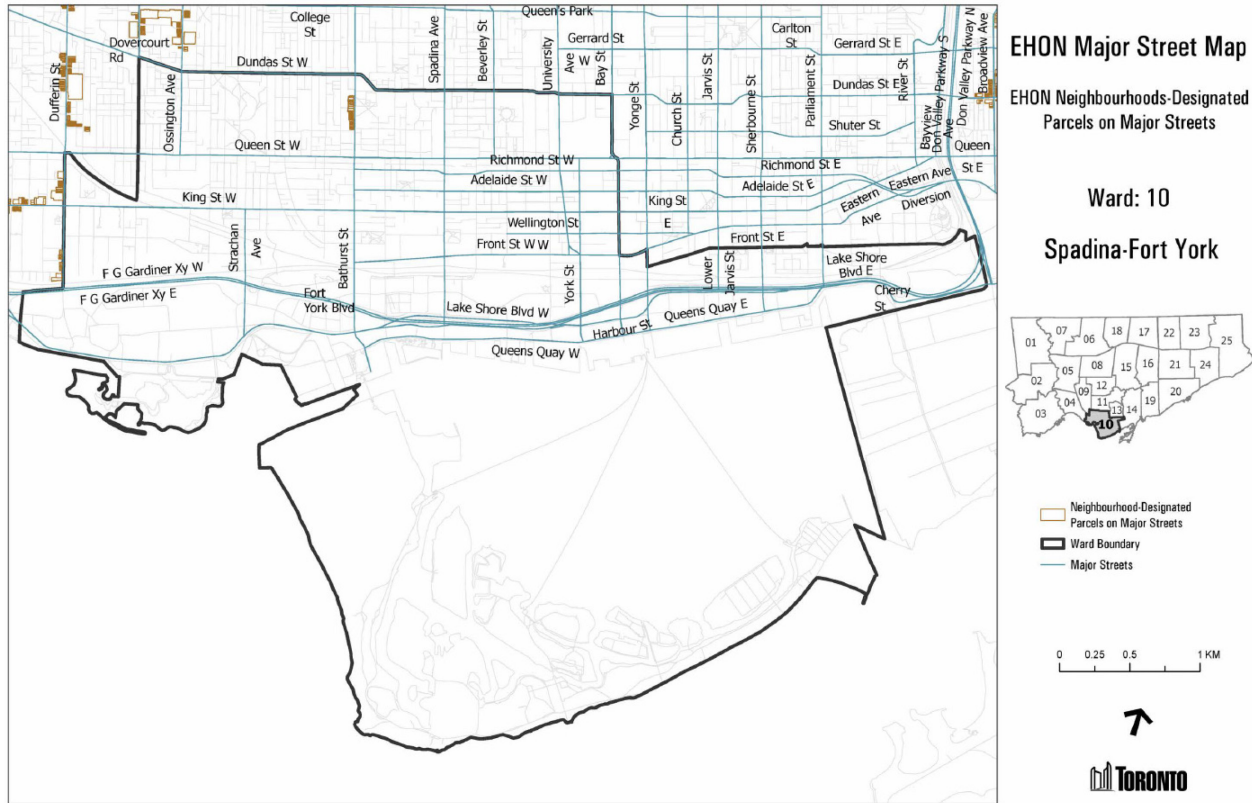 College
St
Queen's Park
Carlton
St
Gerrard St
W
Gerrard St E
Dovercourt
Rd
Dundas St W
Dundas St E
Dufferin St
Ossington Ave
Spadina Ave
Beverley St
University
Ave
Bay St
Yonge St
Church St
Jarvis St
Sherbourne St
Parliament St
River St
Bayview
Ave
Don Valley Parkway S
Don Valley Parkway N
Broadview Ave
Shuter St
Queen St W
Queen
St E
Richmond St W
Richmond St E
Adelaide St W
Adelaide St E
King St W
King St
E
Eastern
Ave
Eastern Ave
Diversion
Wellington St
W
Front St W
Front St E
Strachan
Ave
Bathurst St
York St
Lower
Jarvis St
F G Gardiner Xy W
F G Gardiner Xy E
Fort
York Blvd
Lake Shore Blvd W
Lake Shore
Blvd E
Cherry
St
Harbour St
Queens Quay E
Queens Quay W
EHON Major Street Map
EHON Neighbourhoods-Designated
Parcels on Major Streets
Ward: 10
Spadina-Fort York
01
07
06
18
17
22
23
25
05
08
15
16
21
24
02
09
12
20
03
04
11
13
14
19
10
Neighbourhood-Designated
Parcels on Major Streets
Ward Boundary
Major Streets
0 0.25 0.5 1 KM
TORONTO